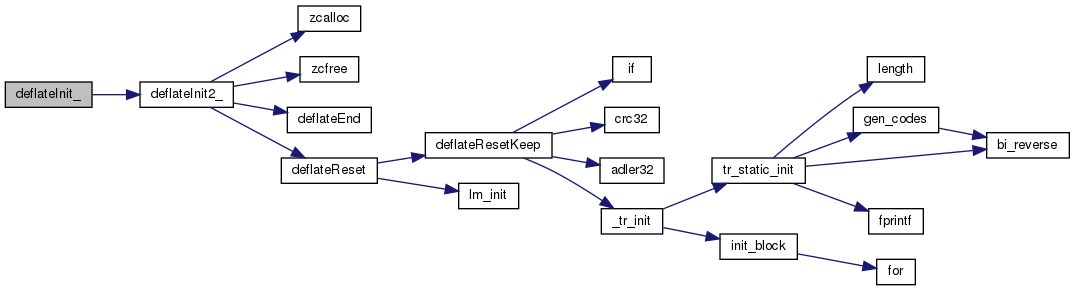 deflateInit_
deflateInit2_
zcalloc
zcfree
deflateEnd
deflateReset
deflateResetKeep
lm_init
if
crc32
adler32
_tr_init
tr_static_init
init_block
length
gen_codes
fprintf
for
bi_reverse